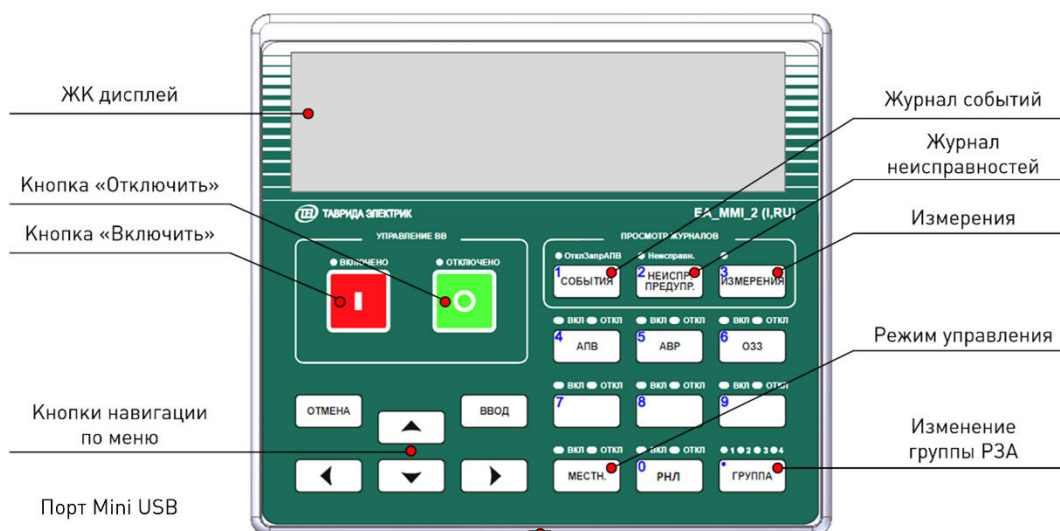 ЖК дисплей
Кнопка «Отключить»
Кнопка «Включить»
Кнопки навигации
по меню
Порт Mini USB
Журнал событий
Журнал
неисправностей
Измерения
Режим управления
Изменение
группы РЗА
TEL ТАВРИДА ЭЛЕКТРИК
EA_MMI_2 (I,RU)
УПРАВЛЕНИЕ ВВ
ВКЛЮЧЕНО ОТКЛЮЧЕНО
I O
ПРОСМОТР ЖУРНАЛОВ
ОтклЗапрАПВ Неисправн.
1 СОБЫТИЯ
2 НЕИСПР. ПРЕДУПР.
3 ИЗМЕРЕНИЯ
ВКЛ ОТКЛ ВКЛ ОТКЛ ВКЛ ОТКЛ
4 АПВ 5 АВР 6 ОЗЗ
ВКЛ ОТКЛ ВКЛ ОТКЛ ВКЛ ОТКЛ
7 8 9
ВКЛ ОТКЛ ВКЛ ОТКЛ 1 2 3 4
МЕСТН. 0 РНЛ * ГРУППА
ОТМЕНА ВВОД